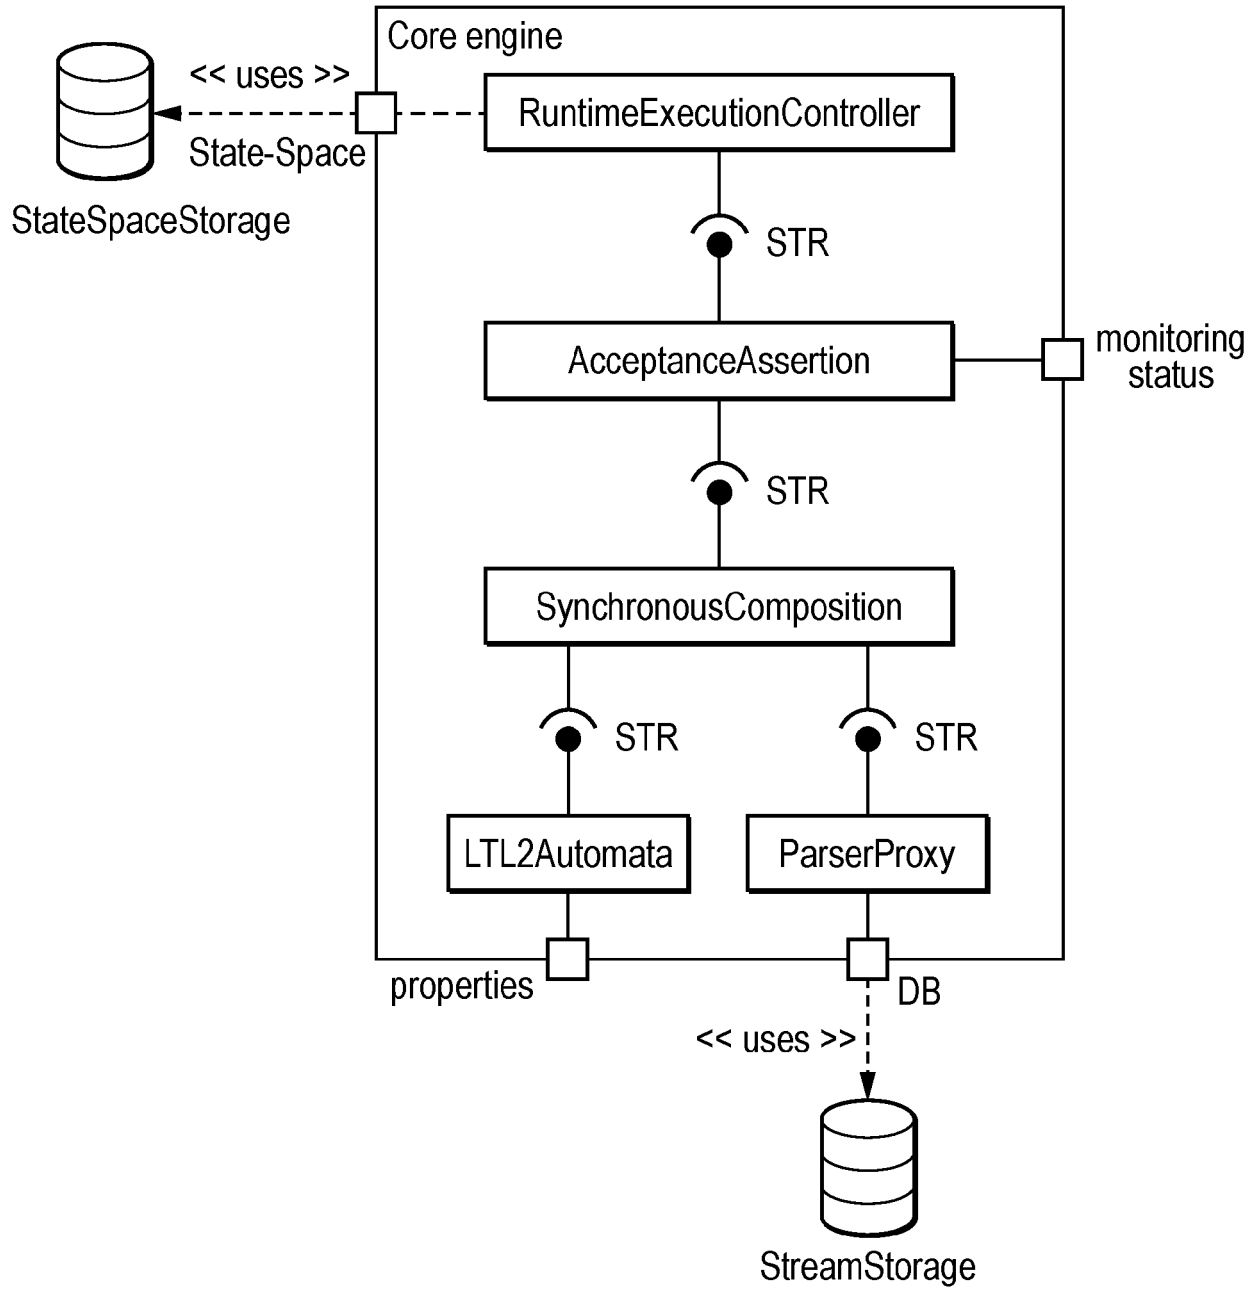 Core engine
<< uses >>
RuntimeExecutionController
State-Space
StateSpaceStorage
STR
monitoring
status
AcceptanceAssertion
STR
SynchronousComposition
STR
STR
LTL2Automata
ParserProxy
properties
DB
<< uses >>
StreamStorage